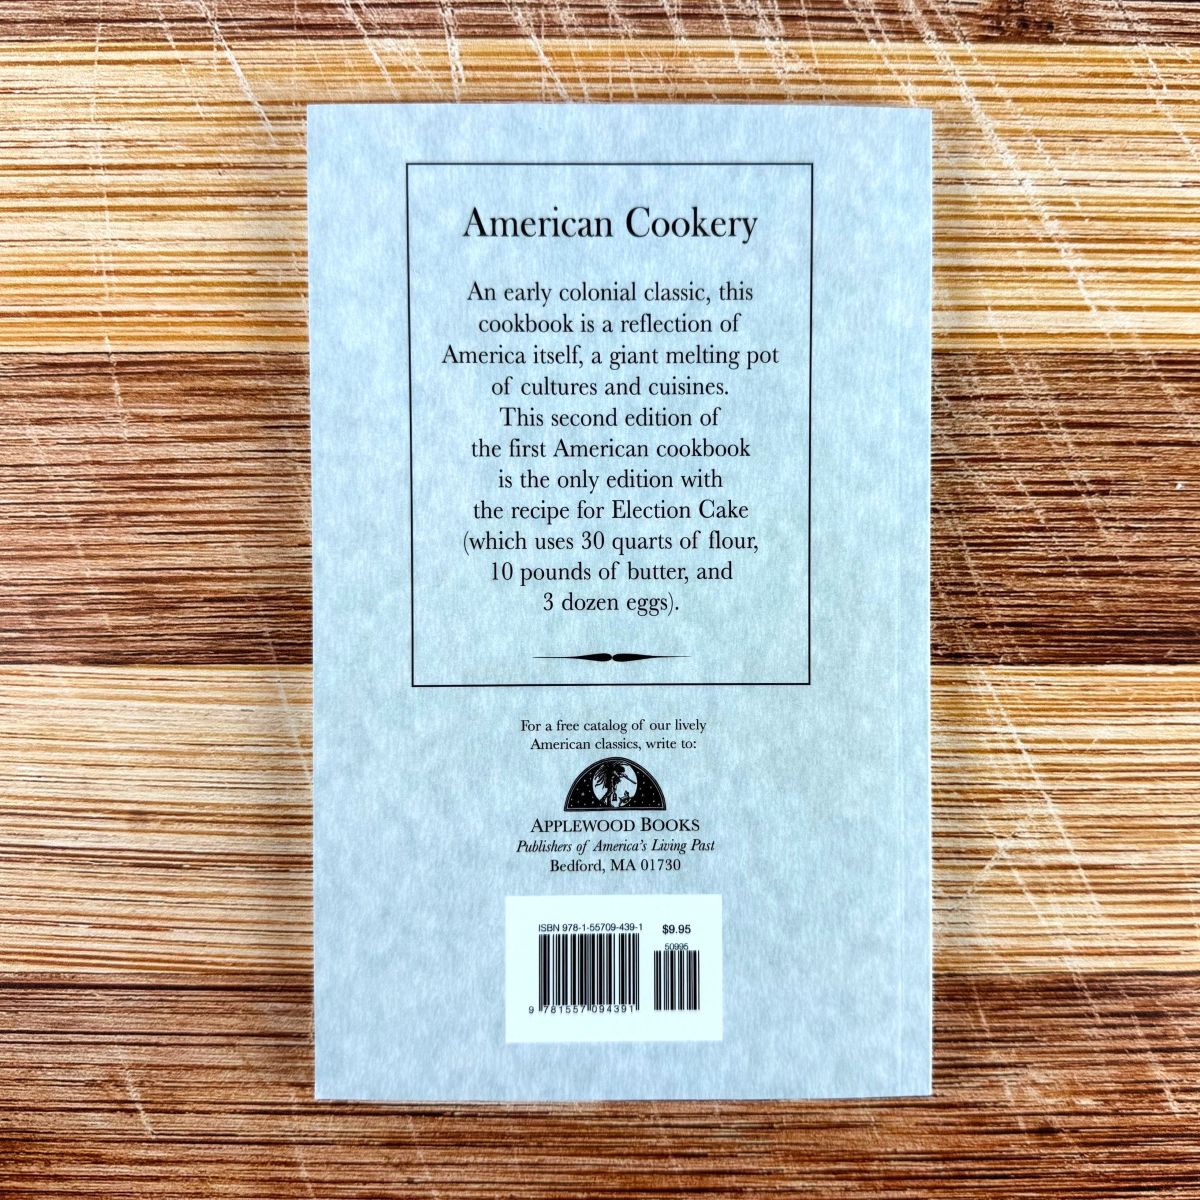 American Cookery
An early colonial classic, this
cookbook is a reflection of
America itself, a giant melting pot
of cultures and cuisines.
This second edition of
the first American cookbook
is the only edition with
the recipe for Election Cake
(which uses 30 quarts of flour,
10 pounds of butter, and
3 dozen eggs).
For a free catalog of our lively
American classics, write to:
APPLEWOOD BOOKS
Publishers of America's Living Past
Bedford, MA 01730
ISBN 978-1-55709-439-1
$9.95
50995
9 781557 094391